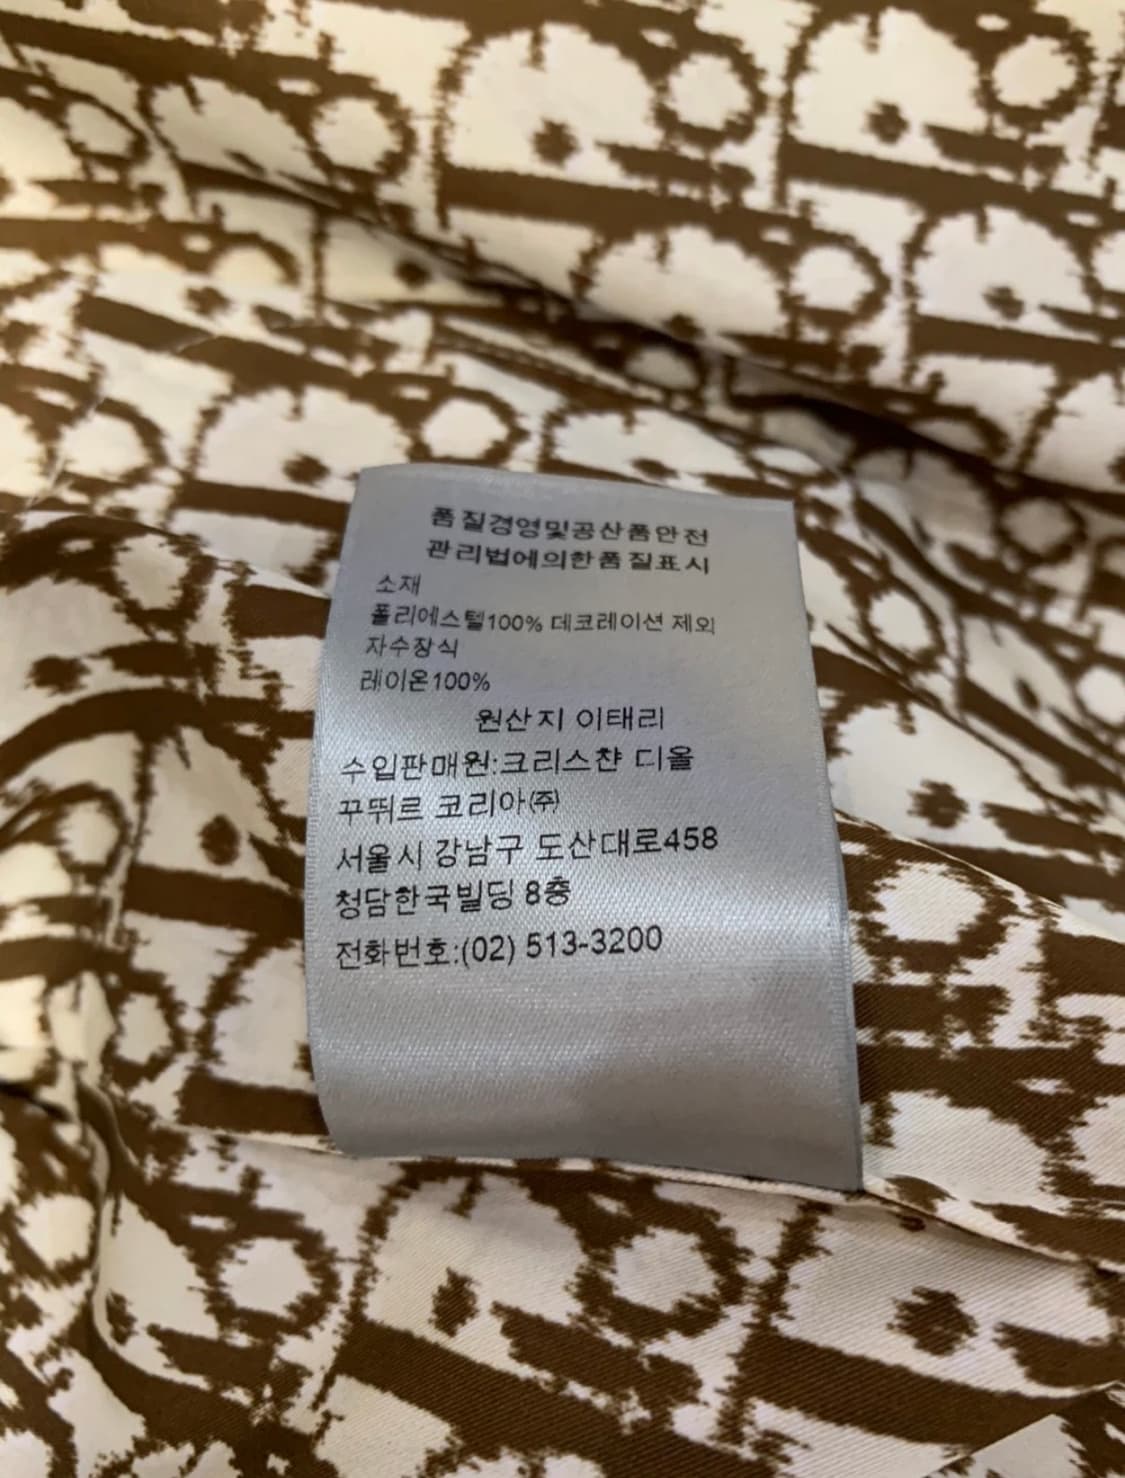 품질경영및공산품안전
관리법에의한품질표시
소재
폴리에스텔100% 데코레이션 제외
자수장식
레이온100%
원산지 이태리
수입판매원:크리스챤 디올
꾸뛰르 코리아㈜
서울시 강남구 도산대로458
청담한국빌딩 8층
전화번호:(02) 513-3200